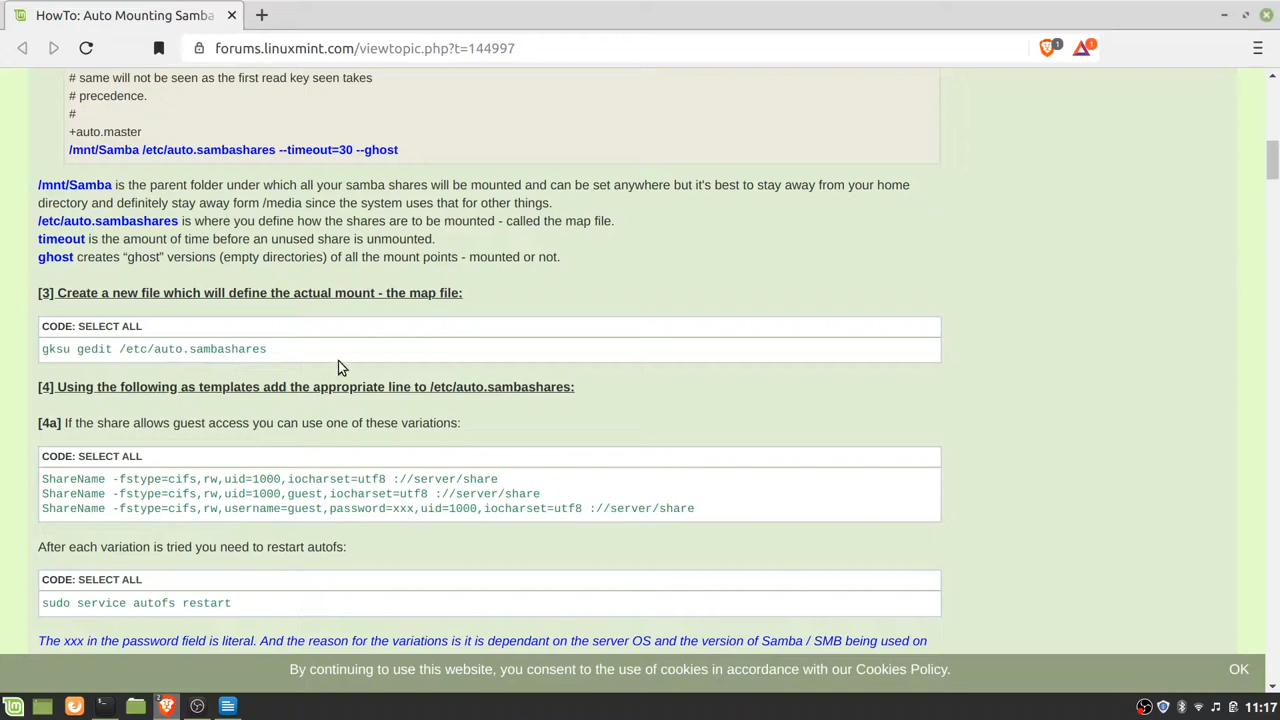 HowTo: Auto Mounting Samba
forums.linuxmint.com/viewtopic.php?t=144997
1
1
# same will not be seen as the first read key seen takes
# precedence.
#
+auto.master
/mnt/Samba /etc/auto.sambashares --timeout=30 --ghost
/mnt/Samba is the parent folder under which all your samba shares will be mounted and can be set anywhere but it's best to stay away from your home
directory and definitely stay away form /media since the system uses that for other things.
/etc/auto.sambashares is where you define how the shares are to be mounted - called the map file.
timeout is the amount of time before an unused share is unmounted.
ghost creates “ghost” versions (empty directories) of all the mount points - mounted or not.
[3] Create a new file which will define the actual mount - the map file:
CODE: SELECT ALL
gksu gedit /etc/auto.sambashares
[4] Using the following as templates add the appropriate line to /etc/auto.sambashares:
[4a] If the share allows guest access you can use one of these variations:
CODE: SELECT ALL
ShareName -fstype=cifs,rw,uid=1000,iocharset=utf8 ://server/share
ShareName -fstype=cifs,rw,uid=1000,guest,iocharset=utf8 ://server/share
ShareName -fstype=cifs,rw,username=guest,password=xxx,uid=1000,iocharset=utf8 ://server/share
After each variation is tried you need to restart autofs:
CODE: SELECT ALL
sudo service autofs restart
The xxx in the password field is literal. And the reason for the variations is it is dependant on the server OS and the version of Samba / SMB being used on
By continuing to use this website, you consent to the use of cookies in accordance with our Cookies Policy.
OK
2
11:17